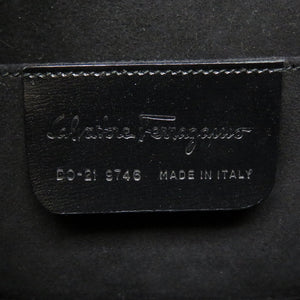 Salvatore Ferragamo
DO-21 9746 MADE IN ITALY